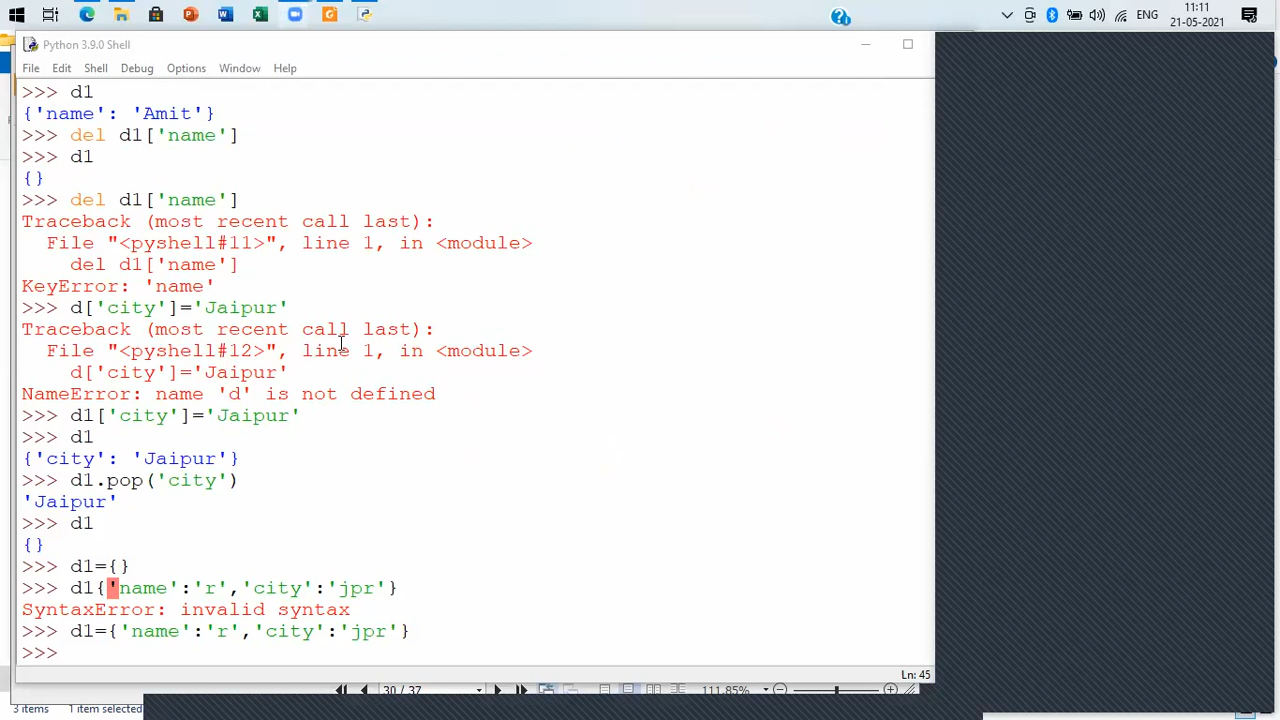 ENG
11:11
21-05-2021
Python 3.9.0 Shell
File Edit Shell Debug Options Window Help
>>> d1
{'name': 'Amit'}
>>> del d1['name']
>>> d1
{}
>>> del d1['name']
Traceback (most recent call last):
  File "<pyshell#11>", line 1, in <module>
    del d1['name']
KeyError: 'name'
>>> d['city']='Jaipur'
Traceback (most recent call last):
  File "<pyshell#12>", line 1, in <module>
    d['city']='Jaipur'
NameError: name 'd' is not defined
>>> d1['city']='Jaipur'
>>> d1
{'city': 'Jaipur'}
>>> d1.pop('city')
'Jaipur'
>>> d1
{}
>>> d1={}
>>> d1{'name':'r','city':'jpr'}
SyntaxError: invalid syntax
>>> d1={'name':'r','city':'jpr'}
>>>
Ln: 45
30 / 37 111.85%
3 items 1 item selected